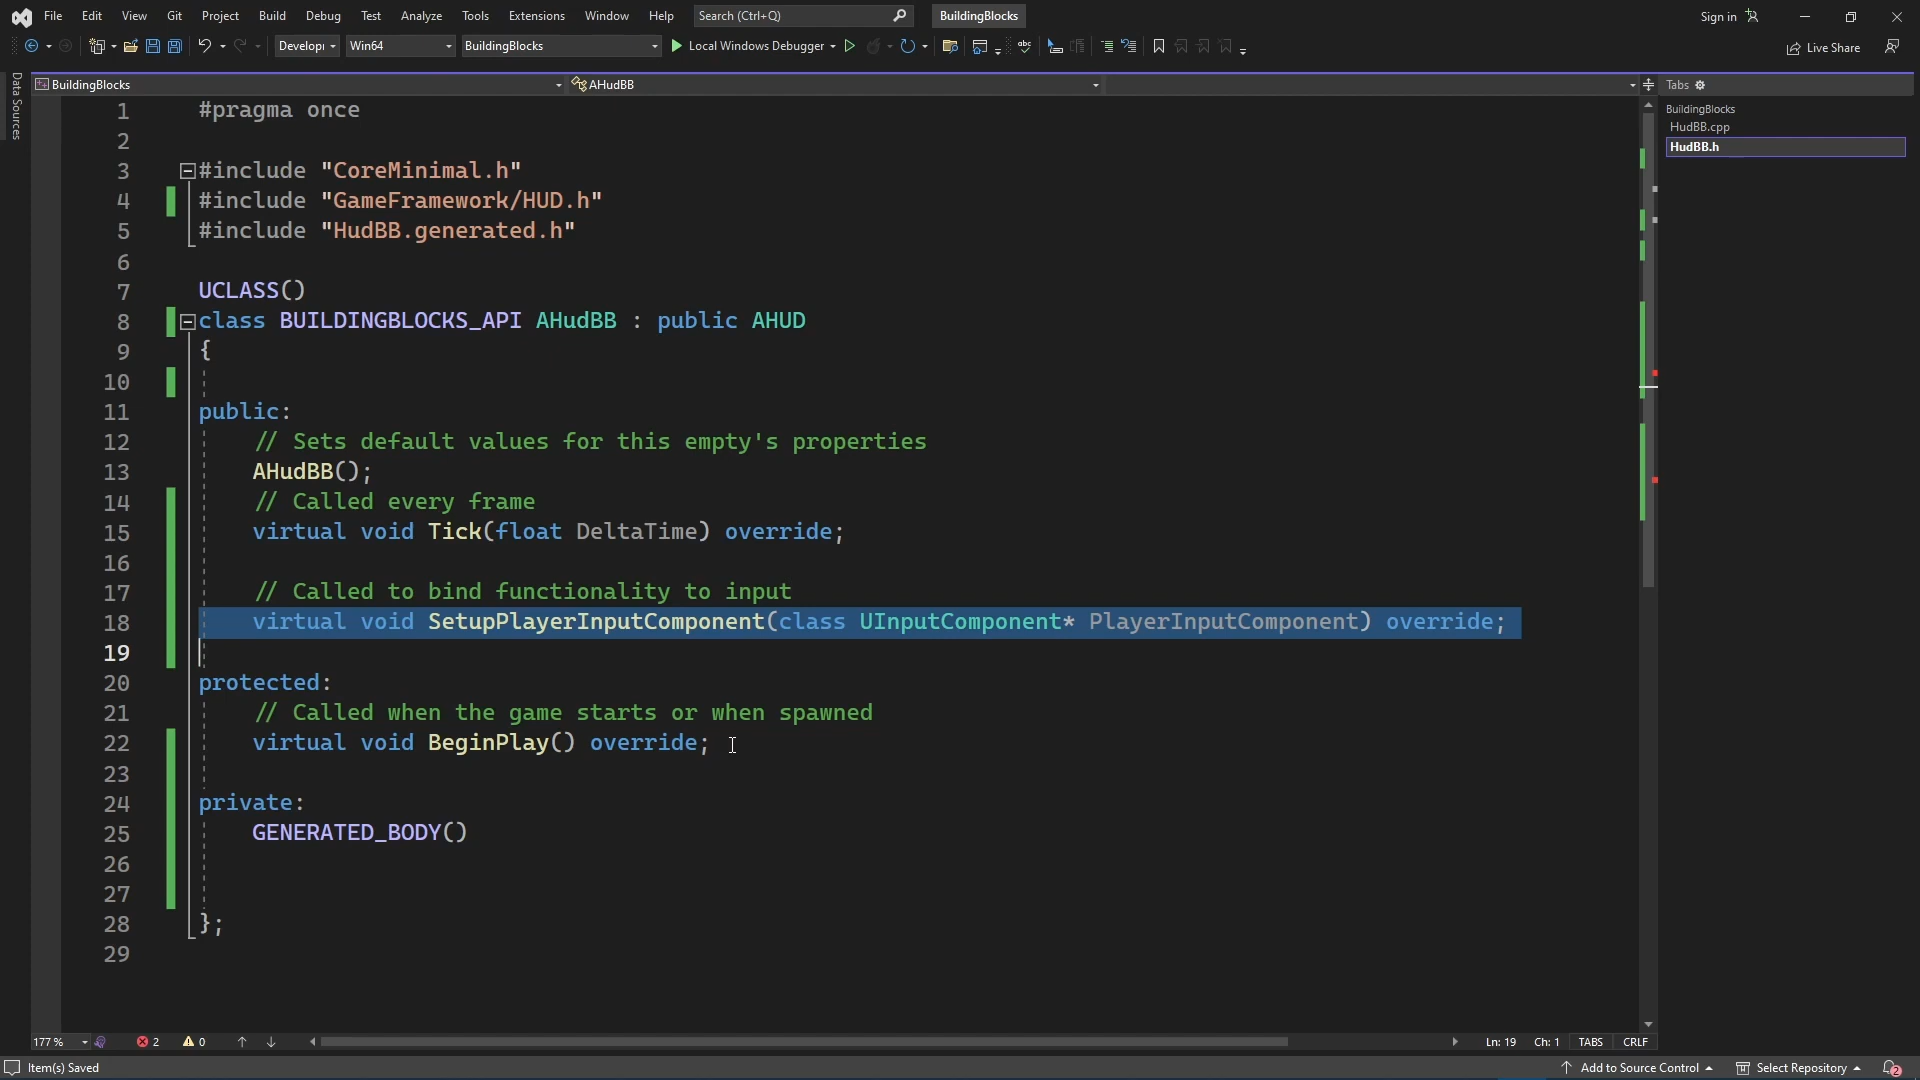 File Edit View Git Project Build Debug Test Analyze Tools Extensions Window Help Search (Ctrl+Q) BuildingBlocks Sign in
Develop Win64 BuildingBlocks Local Windows Debugger abc Live Share
Data Sources
BuildingBlocks AHudBB Tabs
BuildingBlocks
HudBB.cpp
HudBB.h
1 #pragma once
2
3 #include "CoreMinimal.h"
4 #include "GameFramework/HUD.h"
5 #include "HudBB.generated.h"
6
7 UCLASS()
8 class BUILDINGBLOCKS_API AHudBB : public AHUD
9 {
10
11 public:
12 // Sets default values for this empty's properties
13 AHudBB();
14 // Called every frame
15 virtual void Tick(float DeltaTime) override;
16
17 // Called to bind functionality to input
18 virtual void SetupPlayerInputComponent(class UInputComponent* PlayerInputComponent) override;
19
20 protected:
21 // Called when the game starts or when spawned
22 virtual void BeginPlay() override;
23
24 private:
25 GENERATED_BODY()
26
27
28 };
29
177 % 2 0 Ln: 19 Ch: 1 TABS CRLF
Item(s) Saved Add to Source Control Select Repository 2